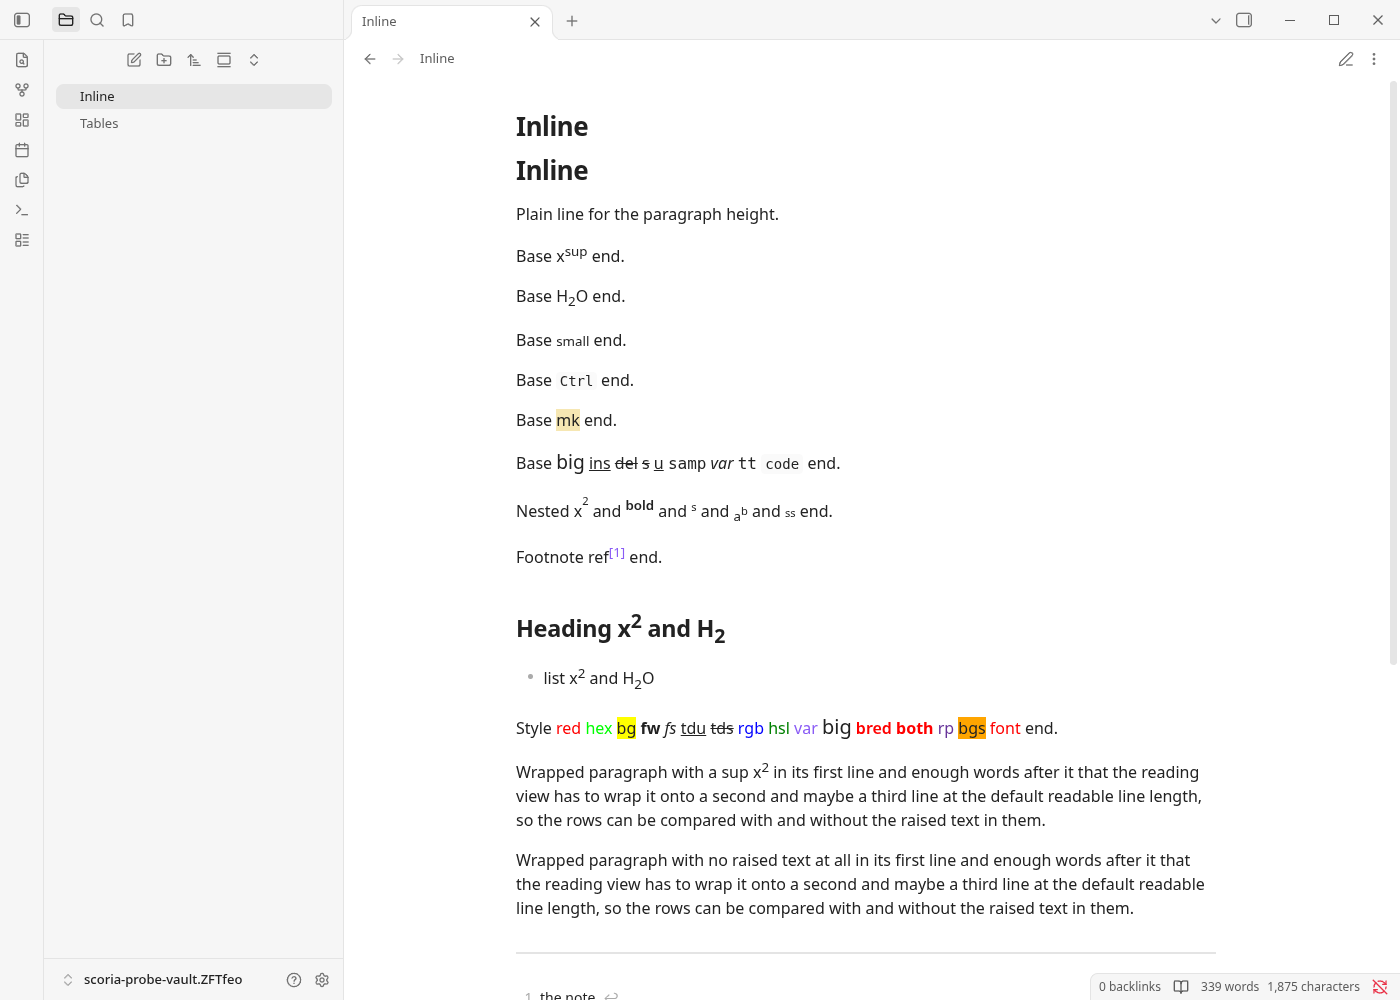 Inline
Inline
Inline
Tables
Inline
Inline
Plain line for the paragraph height.
Base xsup end.
Base H2O end.
Base small end.
Base Ctrl end.
Base mk end.
Base big ins del s u samp var tt code end.
Nested x2 and bold and s and ab and ss end.
Footnote ref[1] end.
Heading x2 and H2
• list x2 and H2O
Style red hex bg fw fs tdu tds rgb hsl var big bred both rp bgs font end.
Wrapped paragraph with a sup x2 in its first line and enough words after it that the reading
view has to wrap it onto a second and maybe a third line at the default readable line length,
so the rows can be compared with and without the raised text in them.
Wrapped paragraph with no raised text at all in its first line and enough words after it that
the reading view has to wrap it onto a second and maybe a third line at the default readable
line length, so the rows can be compared with and without the raised text in them.
1. the note ↩
scoria-probe-vault.ZFTfeo
0 backlinks 339 words 1,875 characters